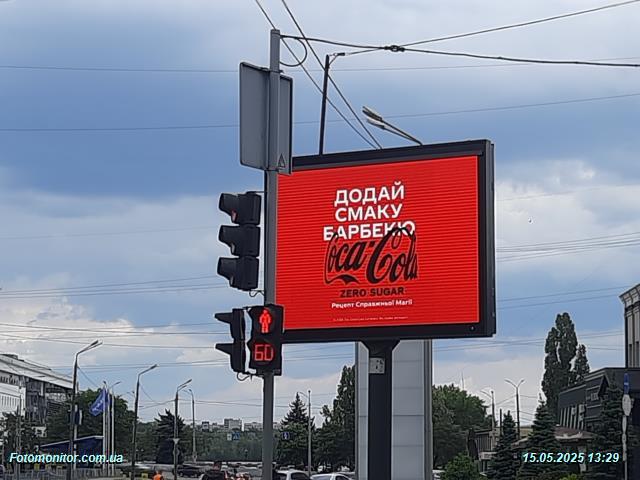 ДОДАЙ
СМАКУ
БАРБЕКЮ
Coca-Cola
ZERO SUGAR
Рецепт Справжньої Магії
60
Fotomonitor.com.ua
15.05.2025 13:29